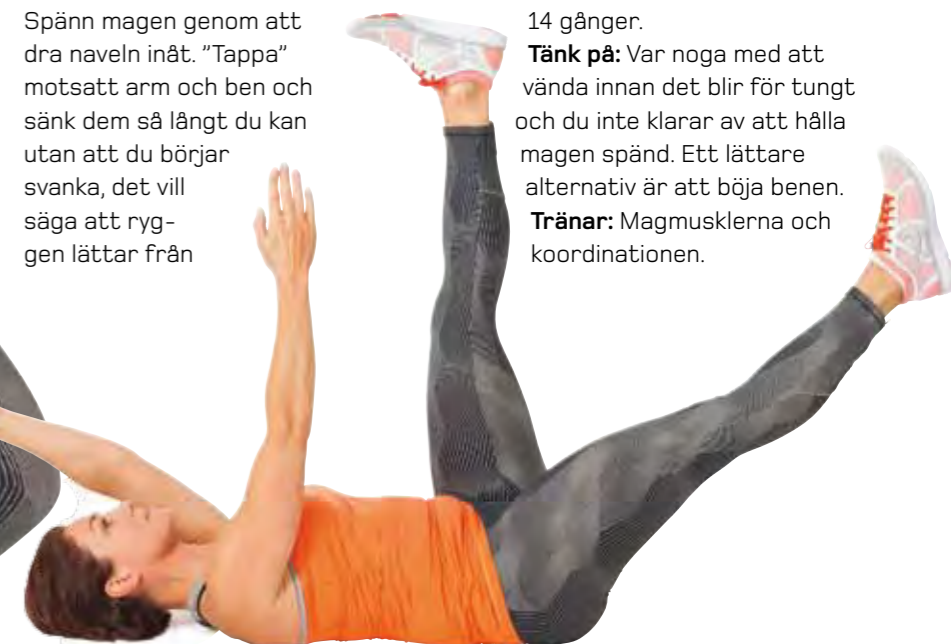 Spänn magen genom att
dra naveln inåt. ”Tappa”
motsatt arm och ben och
sänk dem så långt du kan
utan att du börjar
svanka, det vill
säga att ryg-
gen lättar från
14 gånger.
Tänk på: Var noga med att
vända innan det blir för tungt
och du inte klarar av att hålla
magen spänd. Ett lättare
alternativ är att böja benen.
Tränar: Magmusklerna och
koordinationen.